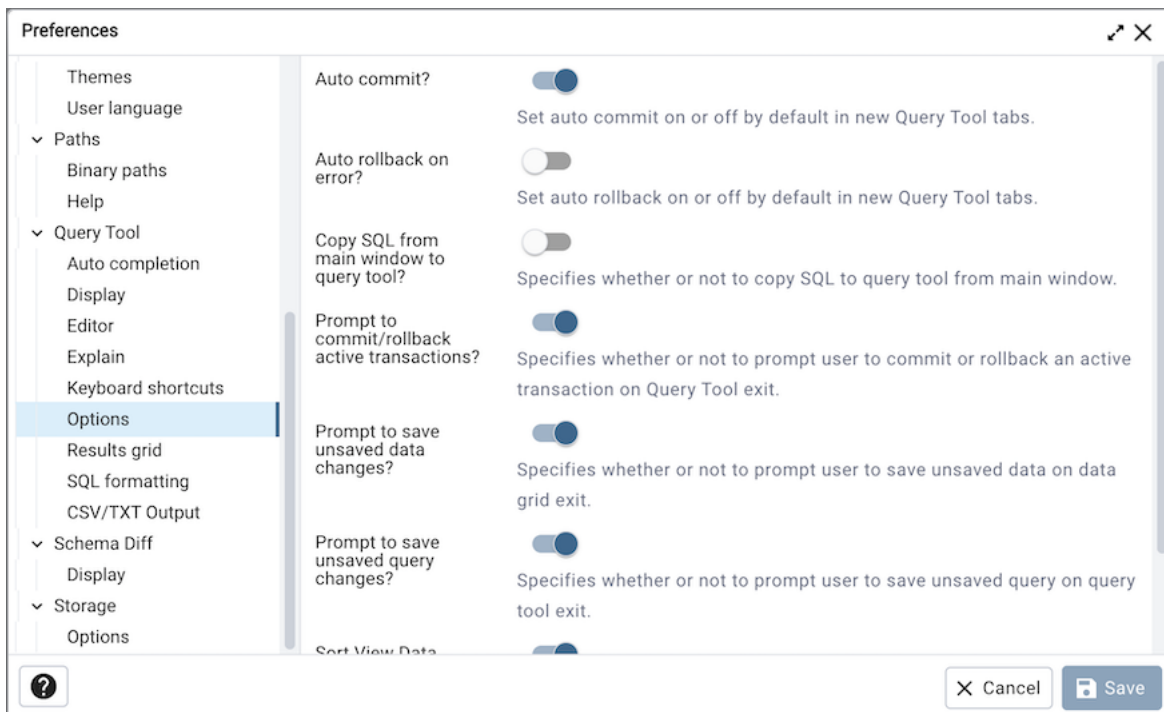 Preferences
Themes
User language
Paths
Binary paths
Help
Query Tool
Auto completion
Display
Editor
Explain
Keyboard shortcuts
Options
Results grid
SQL formatting
CSV/TXT Output
Schema Diff
Display
Storage
Options
Auto commit?
Set auto commit on or off by default in new Query Tool tabs.
Auto rollback on
error?
Set auto rollback on or off by default in new Query Tool tabs.
Copy SQL from
main window to
query tool?
Specifies whether or not to copy SQL to query tool from main window.
Prompt to
commit/rollback
active transactions?
Specifies whether or not to prompt user to commit or rollback an active
transaction on Query Tool exit.
Prompt to save
unsaved data
changes?
Specifies whether or not to prompt user to save unsaved data on data
grid exit.
Prompt to save
unsaved query
changes?
Specifies whether or not to prompt user to save unsaved query on query
tool exit.
Sort View Data
?
Cancel
Save